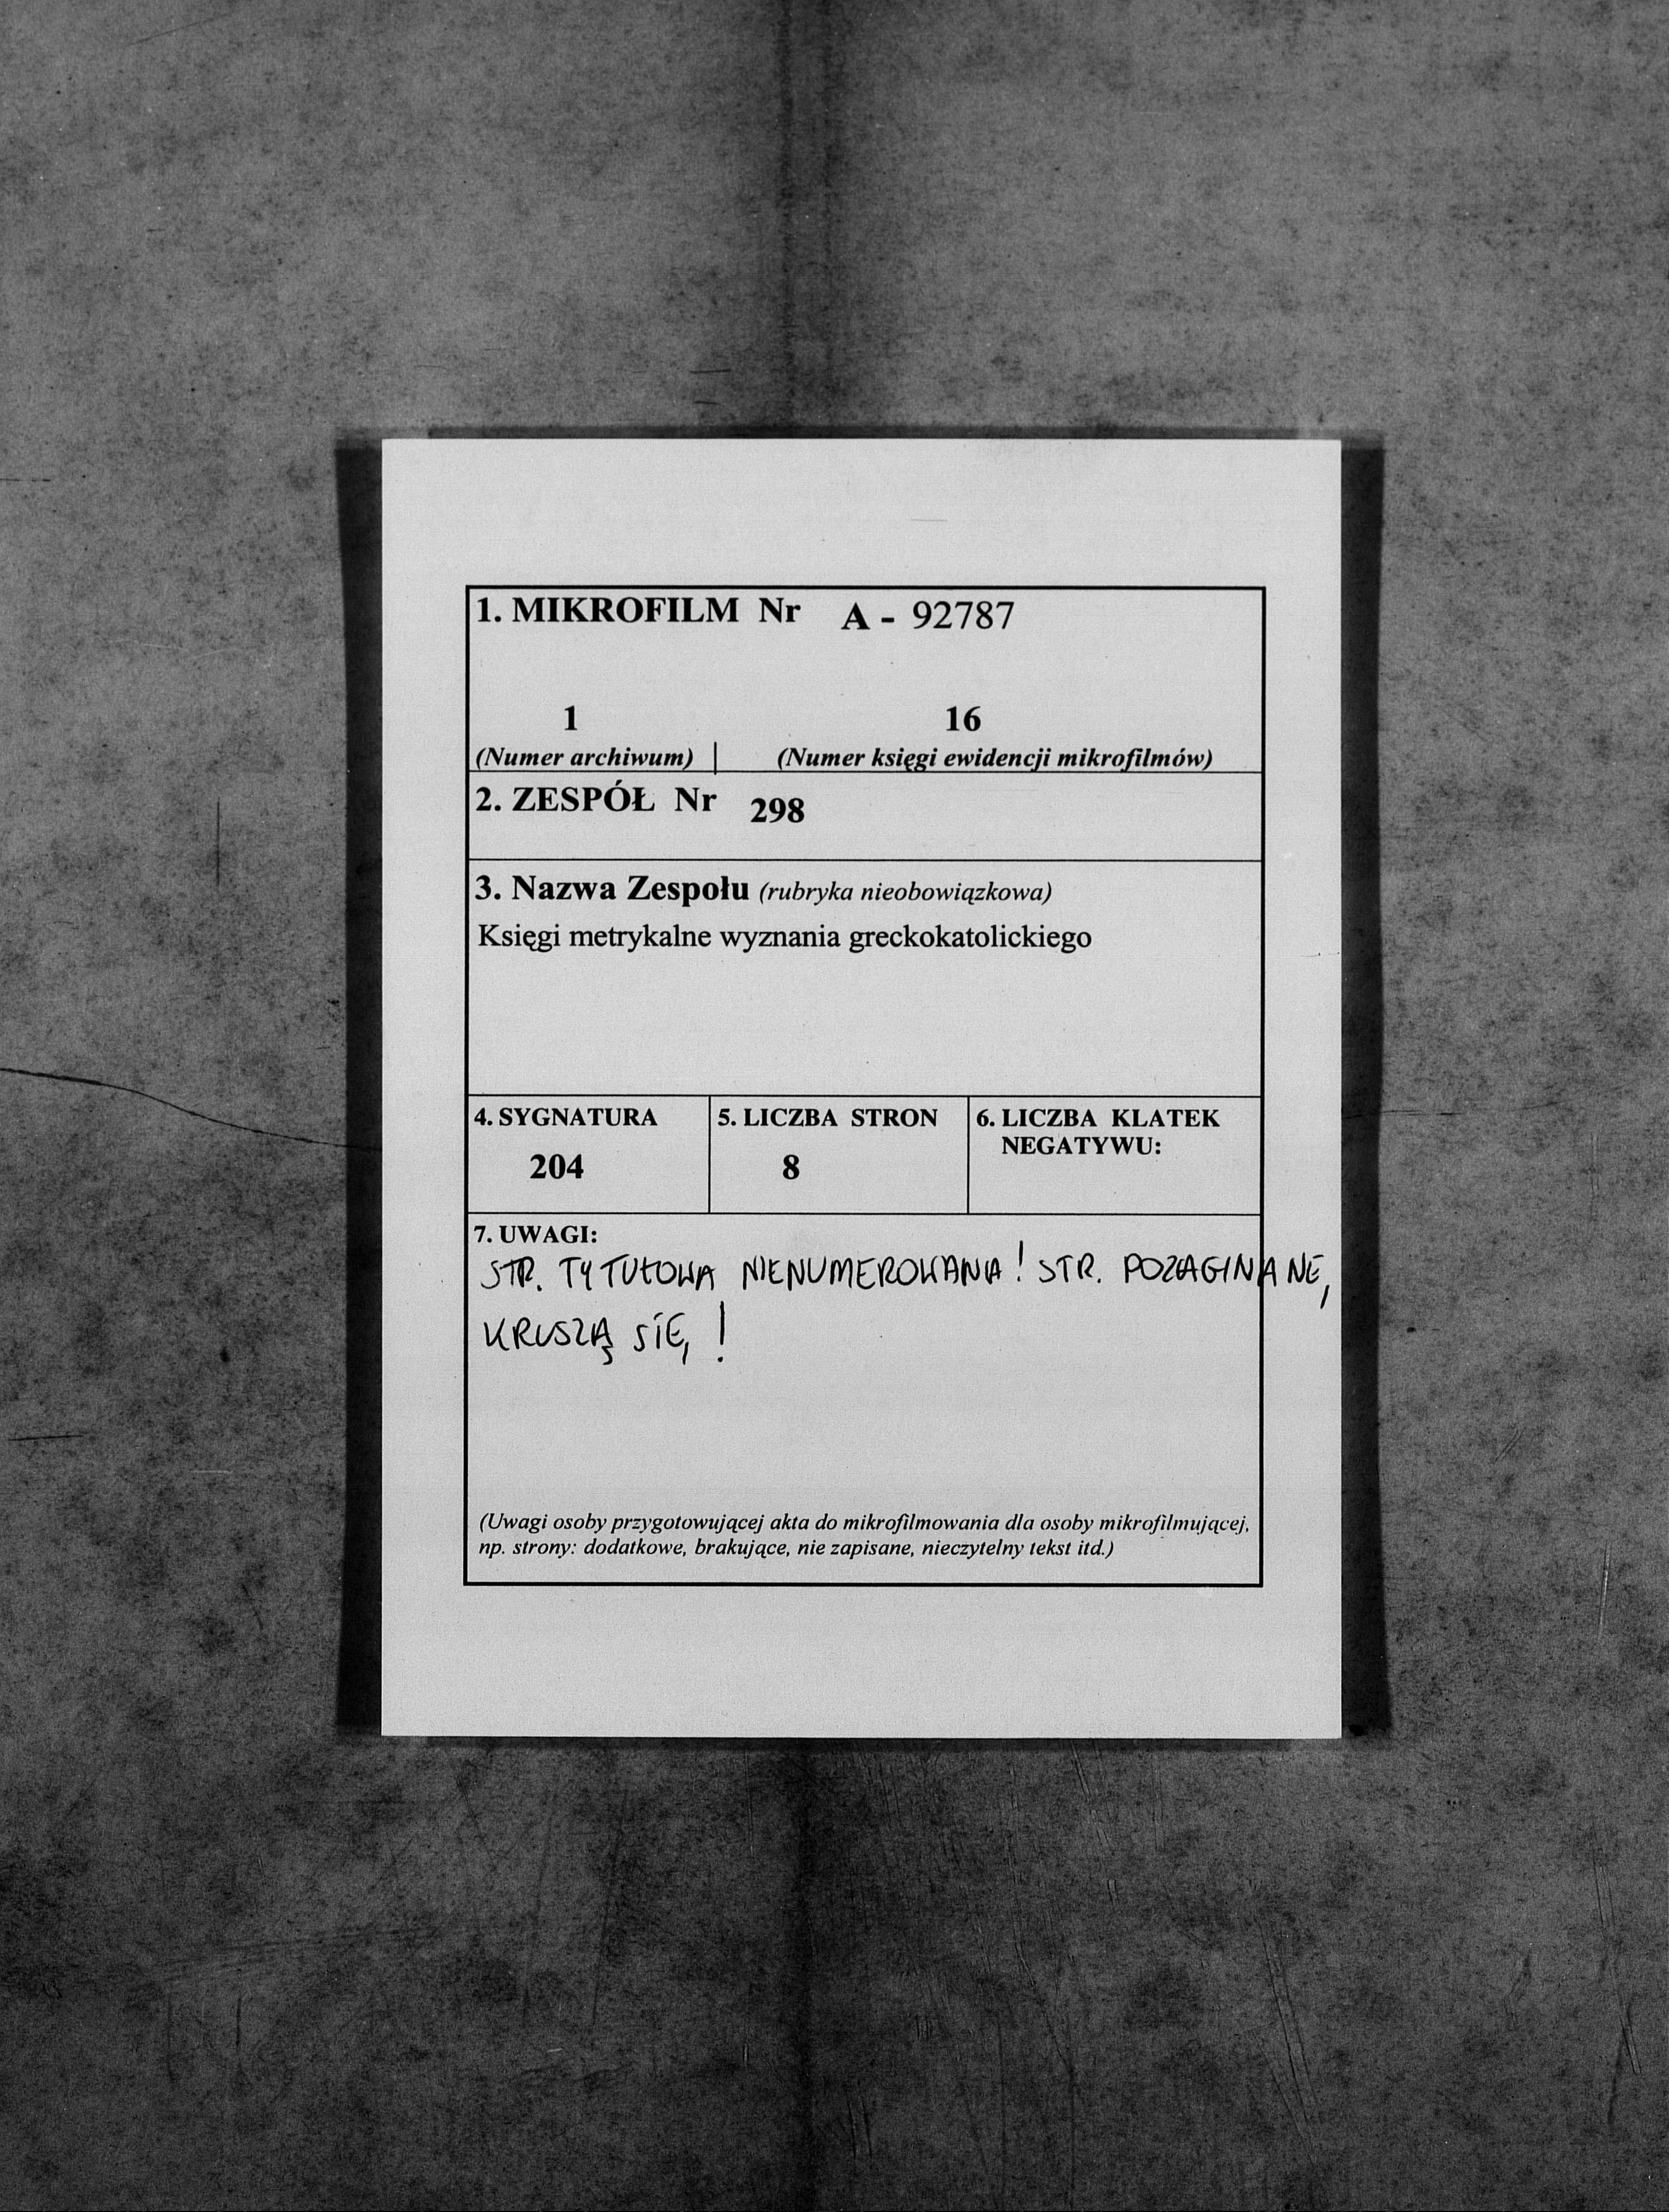 1. MIKROFILM Nr A - 92787
1 16
(Numer archiwum) | (Numer księgi ewidencji mikrofilmów)
2. ZESPÓŁ Nr 298
3. Nazwa Zespołu (rubryka nieobowiązkowa)
Księgi metrykalne wyznania greckokatolickiego
4. SYGNATURA
204
5. LICZBA STRON
8
6. LICZBA KLATEK
NEGATYWU:
7. UWAGI:
STR. TYTUŁOWA NIENUMEROWANA! STR. POZAGINANE,
KRUSZĄ SIĘ!
(Uwagi osoby przygotowującej akta do mikrofilmowania dla osoby mikrofilmującej,
np. strony: dodatkowe, brakujące, nie zapisane, nieczytelny tekst itd.)